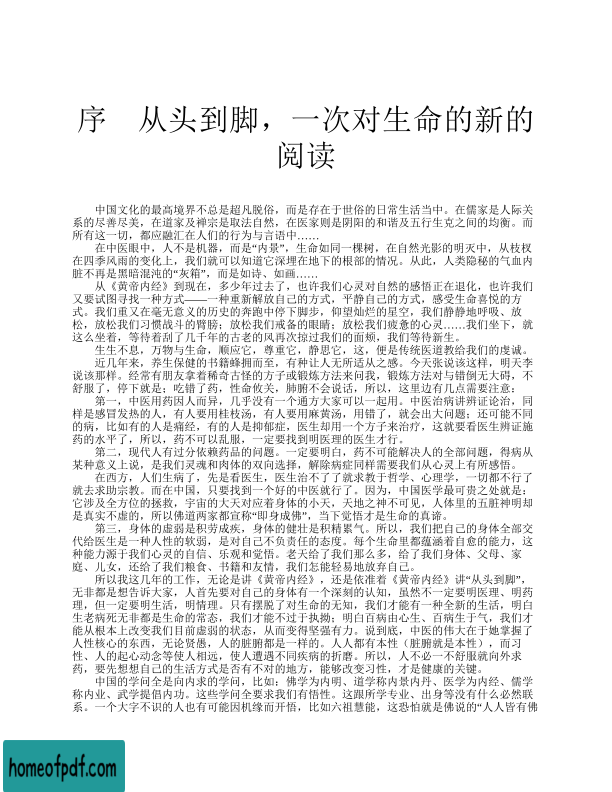 序　从头到脚，一次对生命的新的
阅读
中国文化的最高境界不总是超凡脱俗，而是存在于世俗的日常生活当中。在儒家是人际关
系的尽善尽美，在道家及禅宗是取法自然，在医家则是阴阳的和谐及五行生克之间的均衡。而
所有这一切，都应融汇在人们的行为与言语中……
在中医眼中，人不是机器，而是“内景”，生命如同一棵树，在自然光影的明灭中，从枝杈
在四季风雨的变化上，我们就可以知道它深埋在地下的根部的情况。从此，人类隐秘的气血内
脏不再是黑暗混沌的“灰箱”，而是如诗、如画……
从《黄帝内经》到现在，多少年过去了，也许我们心灵对自然的感悟正在退化，也许我们
又要试图寻找一种方式——一种重新解放自己的方式，平静自己的方式，感受生命喜悦的方
式。我们重又在毫无意义的历史的奔跑中停下脚步，仰望灿烂的星空，我们静静地呼吸、放
松，放松我们习惯战斗的臂膀；放松我们戒备的眼睛；放松我们疲惫的心灵……我们坐下，就
这么坐着，等待着刮了几千年的古老的风再次掠过我们的面颊，我们等待新生。
生生不息，万物与生命，顺应它，尊重它，静思它，这，便是传统医道教给我们的虔诚。
近几年来，养生保健的书籍蜂拥而至，有种让人无所适从之感。今天张说该这样，明天李
说该那样。经常有朋友拿着稀奇古怪的方子或锻炼方法来问我，锻炼方法对与错倒无大碍，不
舒服了，停下就是；吃错了药，性命攸关，肺腑不会说话，所以，这里边有几点需要注意：
第一，中医用药因人而异，几乎没有一个通方大家可以一起用。中医治病讲辨证论治，同
样是感冒发热的人，有人要用桂枝汤，有人要用麻黄汤，用错了，就会出大问题；还可能不同
的病，比如有的人是痛经，有的人是抑郁症，医生却用一个方子来治疗，这就要看医生辨证施
药的水平了，所以，药不可以乱服，一定要找到明医理的医生才行。
第二，现代人有过分依赖药品的问题。一定要明白，药不可能解决人的全部问题，得病从
某种意义上说，是我们灵魂和肉体的双向选择，解除病症同样需要我们从心灵上有所感悟。
在西方，人们生病了，先是看医生，医生治不了了就求教于哲学、心理学，一切都不行了
就去求助宗教。而在中国，只要找到一个好的中医就行了。因为，中国医学最可贵之处就是：
它涉及全方位的拯救，宇宙的大天对应着身体的小天，天地之神不可见，人体里的五脏神明却
是真实不虚的，所以佛道两家都宣称“即身成佛”，当下觉悟才是生命的真谛。
第三，身体的虚弱是积劳成疾，身体的健壮是积精累气。所以，我们把自己的身体全部交
代给医生是一种人性的软弱，是对自己不负责任的态度。每个生命里都蕴涵着自愈的能力，这
种能力源于我们心灵的自信、乐观和觉悟。老天给了我们那么多，给了我们身体、父母、家
庭、儿女，还给了我们粮食、书籍和友情，我们怎能轻易地放弃自己。
所以我这几年的工作，无论是讲《黄帝内经》，还是依准着《黄帝内经》讲“从头到脚”，
无非都是想告诉大家，人首先要对自己的身体有一个深刻的认知，虽然不一定要明医理、明药
理，但一定要明生活，明情理。只有摆脱了对生命的无知，我们才能有一种全新的生活，明白
生老病死无非都是生命的常态，我们才能不过于执拗；明白百病由心生、百病生于气，我们才
能从根本上改变我们目前虚弱的状态，从而变得坚强有力。说到底，中医的伟大在于她掌握了
人性核心的东西，无论贤愚，人的脏腑都是一样的。人人都有本性（脏腑就是本性），而习
性、人的起心动念等使人相远，使人遭遇不同疾病的折磨。所以，人不必一不舒服就向外求
药，要先想想自己的生活方式是否有不对的地方，能够改变习性，才是健康的关键。
中国的学问全是向内求的学问，比如：佛学为内明、道学称内景内丹、医学为内经、儒学
称内业、武学提倡内功。这些学问全要求我们有悟性。这跟所学专业、出身等没有什么必然联
系。一个大字不识的人也有可能因机缘而开悟，比如六祖慧能，这恐怕就是佛说的“人人皆有佛
homeofpdf.com